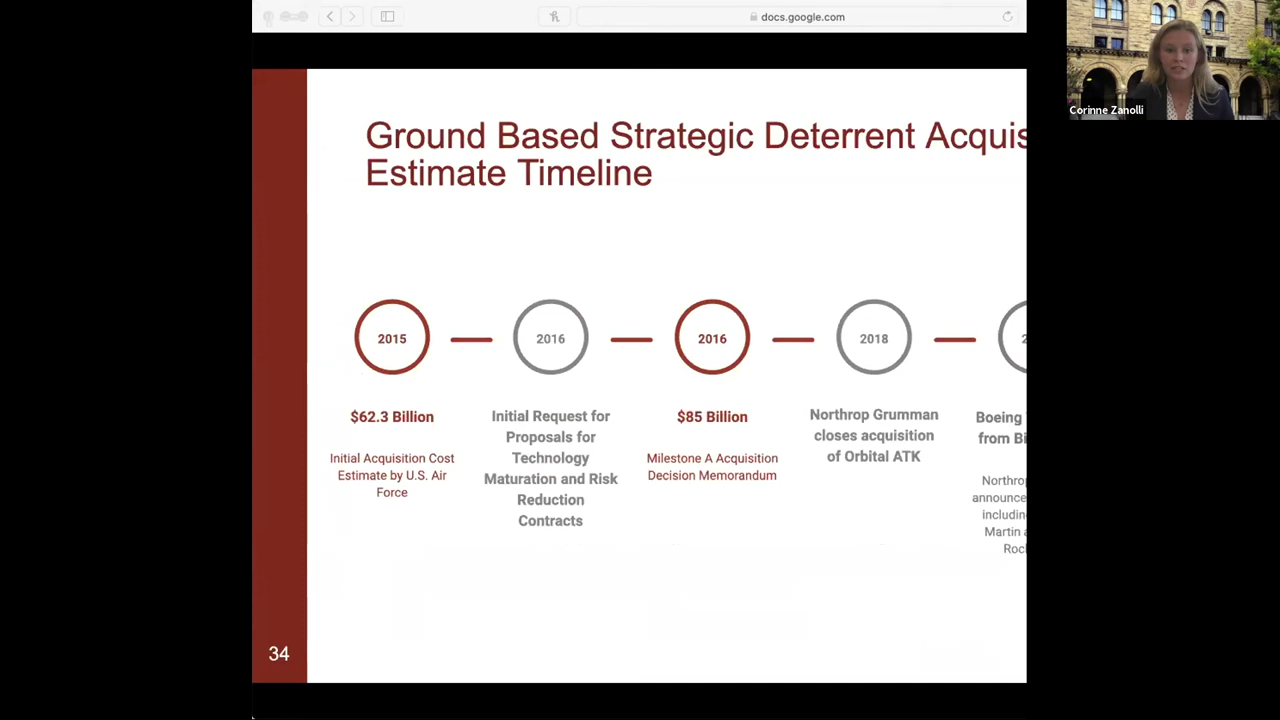 docs.google.com
Corinne Zanolli
Ground Based Strategic Deterrent Acquis
Estimate Timeline
2015
2016
2016
2018
2
$62.3 Billion
Initial Acquisition Cost
Estimate by U.S. Air
Force
Initial Request for
Proposals for
Technology
Maturation and Risk
Reduction
Contracts
$85 Billion
Milestone A Acquisition
Decision Memorandum
Northrop Grumman
closes acquisition
of Orbital ATK
Boeing
from Bi
Northrop
announce
including
Martin a
Rock
34